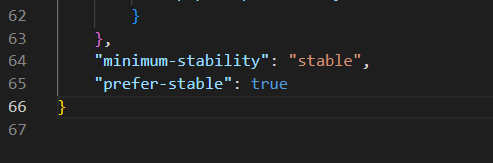 62 }
63 },
64 "minimum-stability": "stable",
65 "prefer-stable": true
66 }
67